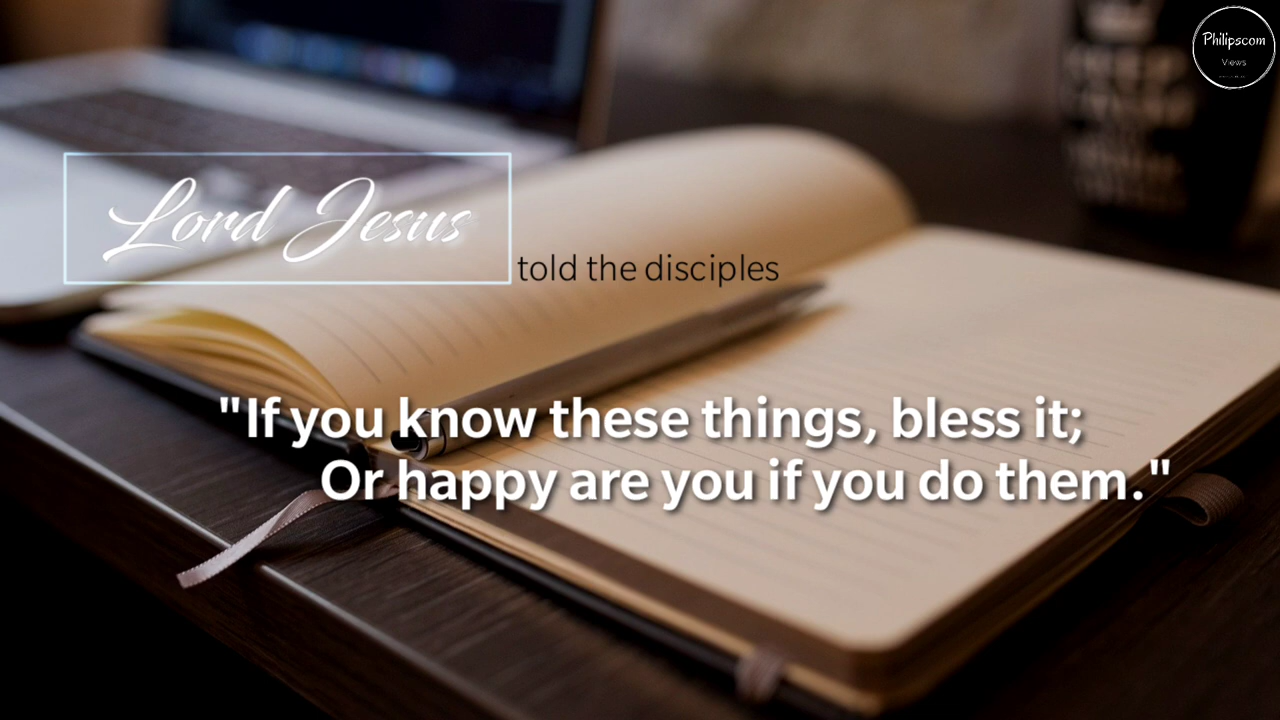 Philipscom
Views
Lord Jesus
told the disciples
"If you know these things, bless it;
Or happy are you if you do them."